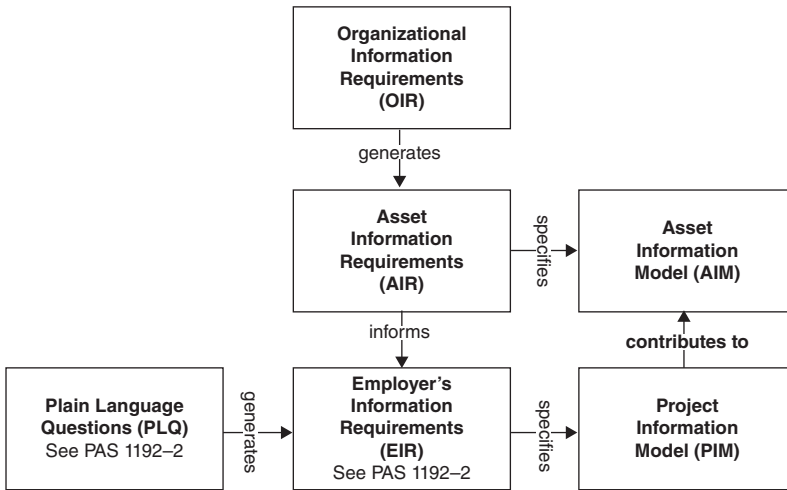 Organizational
Information
Requirements
(OIR)
generates
Asset
Information
Requirements
(AIR)
specifies
Asset
Information
Model (AIM)
informs
contributes to
Plain Language
Questions (PLQ)
See PAS 1192–2
generates
Employer’s
Information
Requirements
(EIR)
See PAS 1192–2
specifies
Project
Information
Model (PIM)